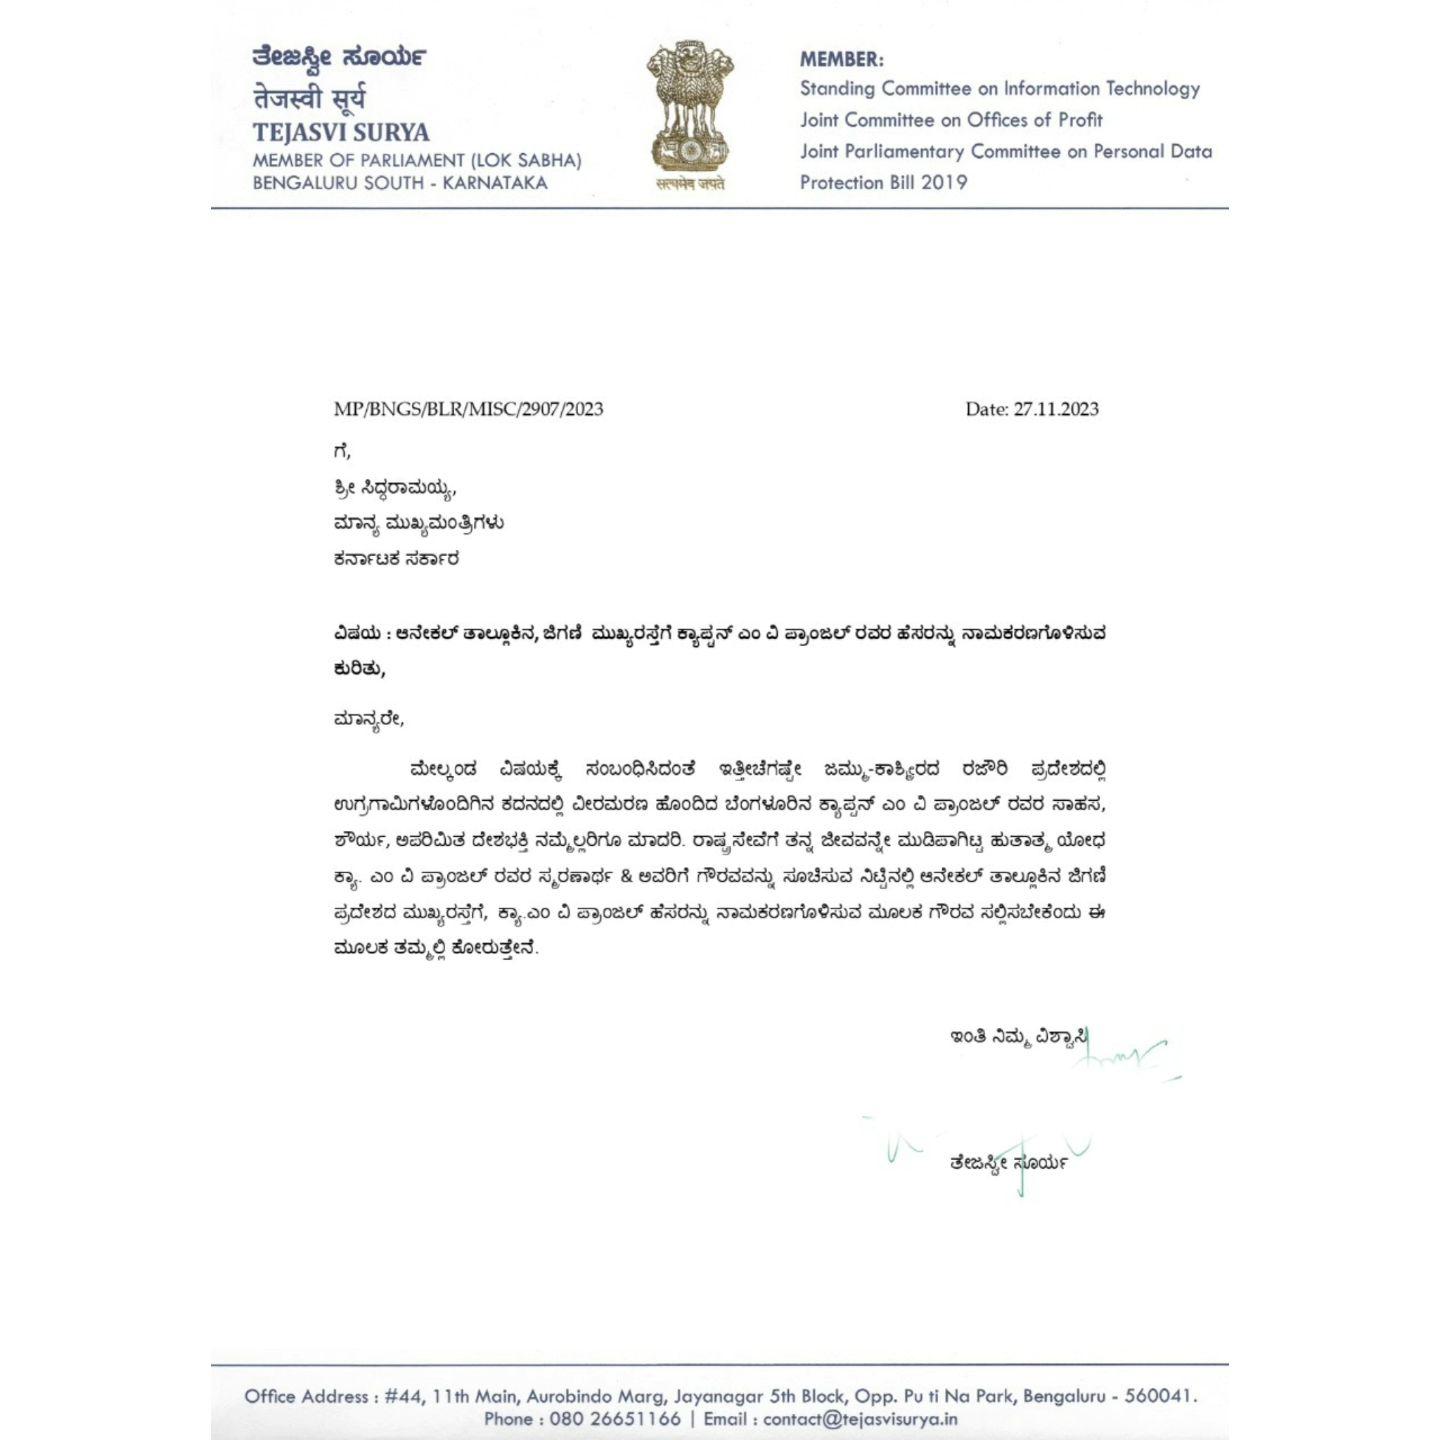 ತೇಜಸ್ವೀ ಸೂರ್ಯ
तेजस्वी सूर्य
TEJASVI SURYA
MEMBER OF PARLIAMENT (LOK SABHA)
BENGALURU SOUTH - KARNATAKA
सत्यमेव जयते
MEMBER:
Standing Committee on Information Technology
Joint Committee on Offices of Profit
Joint Parliamentary Committee on Personal Data
Protection Bill 2019
MP/BNGS/BLR/MISC/2907/2023 Date: 27.11.2023
ಗೆ,
ಶ್ರೀ ಸಿದ್ಧರಾಮಯ್ಯ,
ಮಾನ್ಯ ಮುಖ್ಯಮಂತ್ರಿಗಳು
ಕರ್ನಾಟಕ ಸರ್ಕಾರ
ವಿಷಯ : ಆನೇಕಲ್ ತಾಲ್ಲೂಕಿನ, ಜಿಗಣಿ ಮುಖ್ಯರಸ್ತೆಗೆ ಕ್ಯಾಪ್ಟನ್ ಎಂ ವಿ ಪ್ರಾಂಜಲ್ ರವರ ಹೆಸರನ್ನು ನಾಮಕರಣಗೊಳಿಸುವ
ಕುರಿತು,
ಮಾನ್ಯರೇ,
ಮೇಲ್ಕಂಡ ವಿಷಯಕ್ಕೆ ಸಂಬಂಧಿಸಿದಂತೆ ಇತ್ತೀಚೆಗಷ್ಟೇ ಜಮ್ಮು-ಕಾಶ್ಮೀರದ ರಜೌರಿ ಪ್ರದೇಶದಲ್ಲಿ
ಉಗ್ರಗಾಮಿಗಳೊಂದಿಗಿನ ಕದನದಲ್ಲಿ ವೀರಮರಣ ಹೊಂದಿದ ಬೆಂಗಳೂರಿನ ಕ್ಯಾಪ್ಟನ್ ಎಂ ವಿ ಪ್ರಾಂಜಲ್ ರವರ ಸಾಹಸ,
ಶೌರ್ಯ, ಅಪರಿಮಿತ ದೇಶಭಕ್ತಿ ನಮ್ಮೆಲ್ಲರಿಗೂ ಮಾದರಿ. ರಾಷ್ಟ್ರಸೇವೆಗೆ ತನ್ನ ಜೀವವನ್ನೇ ಮುಡಿಪಾಗಿಟ್ಟ ಹುತಾತ್ಮ ಯೋಧ
ಕ್ಯಾ. ಎಂ ವಿ ಪ್ರಾಂಜಲ್ ರವರ ಸ್ಮರಣಾರ್ಥ & ಅವರಿಗೆ ಗೌರವವನ್ನು ಸೂಚಿಸುವ ನಿಟ್ಟಿನಲ್ಲಿ ಆನೇಕಲ್ ತಾಲ್ಲೂಕಿನ ಜಿಗಣಿ
ಪ್ರದೇಶದ ಮುಖ್ಯರಸ್ತೆಗೆ, ಕ್ಯಾ.ಎಂ ವಿ ಪ್ರಾಂಜಲ್ ಹೆಸರನ್ನು ನಾಮಕರಣಗೊಳಿಸುವ ಮೂಲಕ ಗೌರವ ಸಲ್ಲಿಸಬೇಕೆಂದು ಈ
ಮೂಲಕ ತಮ್ಮಲ್ಲಿ ಕೋರುತ್ತೇನೆ.
ಇಂತಿ ನಿಮ್ಮ ವಿಶ್ವಾಸಿ
ತೇಜಸ್ವೀ ಸೂರ್ಯ
Office Address : #44, 11th Main, Aurobindo Marg, Jayanagar 5th Block, Opp. Pu ti Na Park, Bengaluru - 560041.
Phone : 080 26651166 | Email : contact@tejasvisurya.in